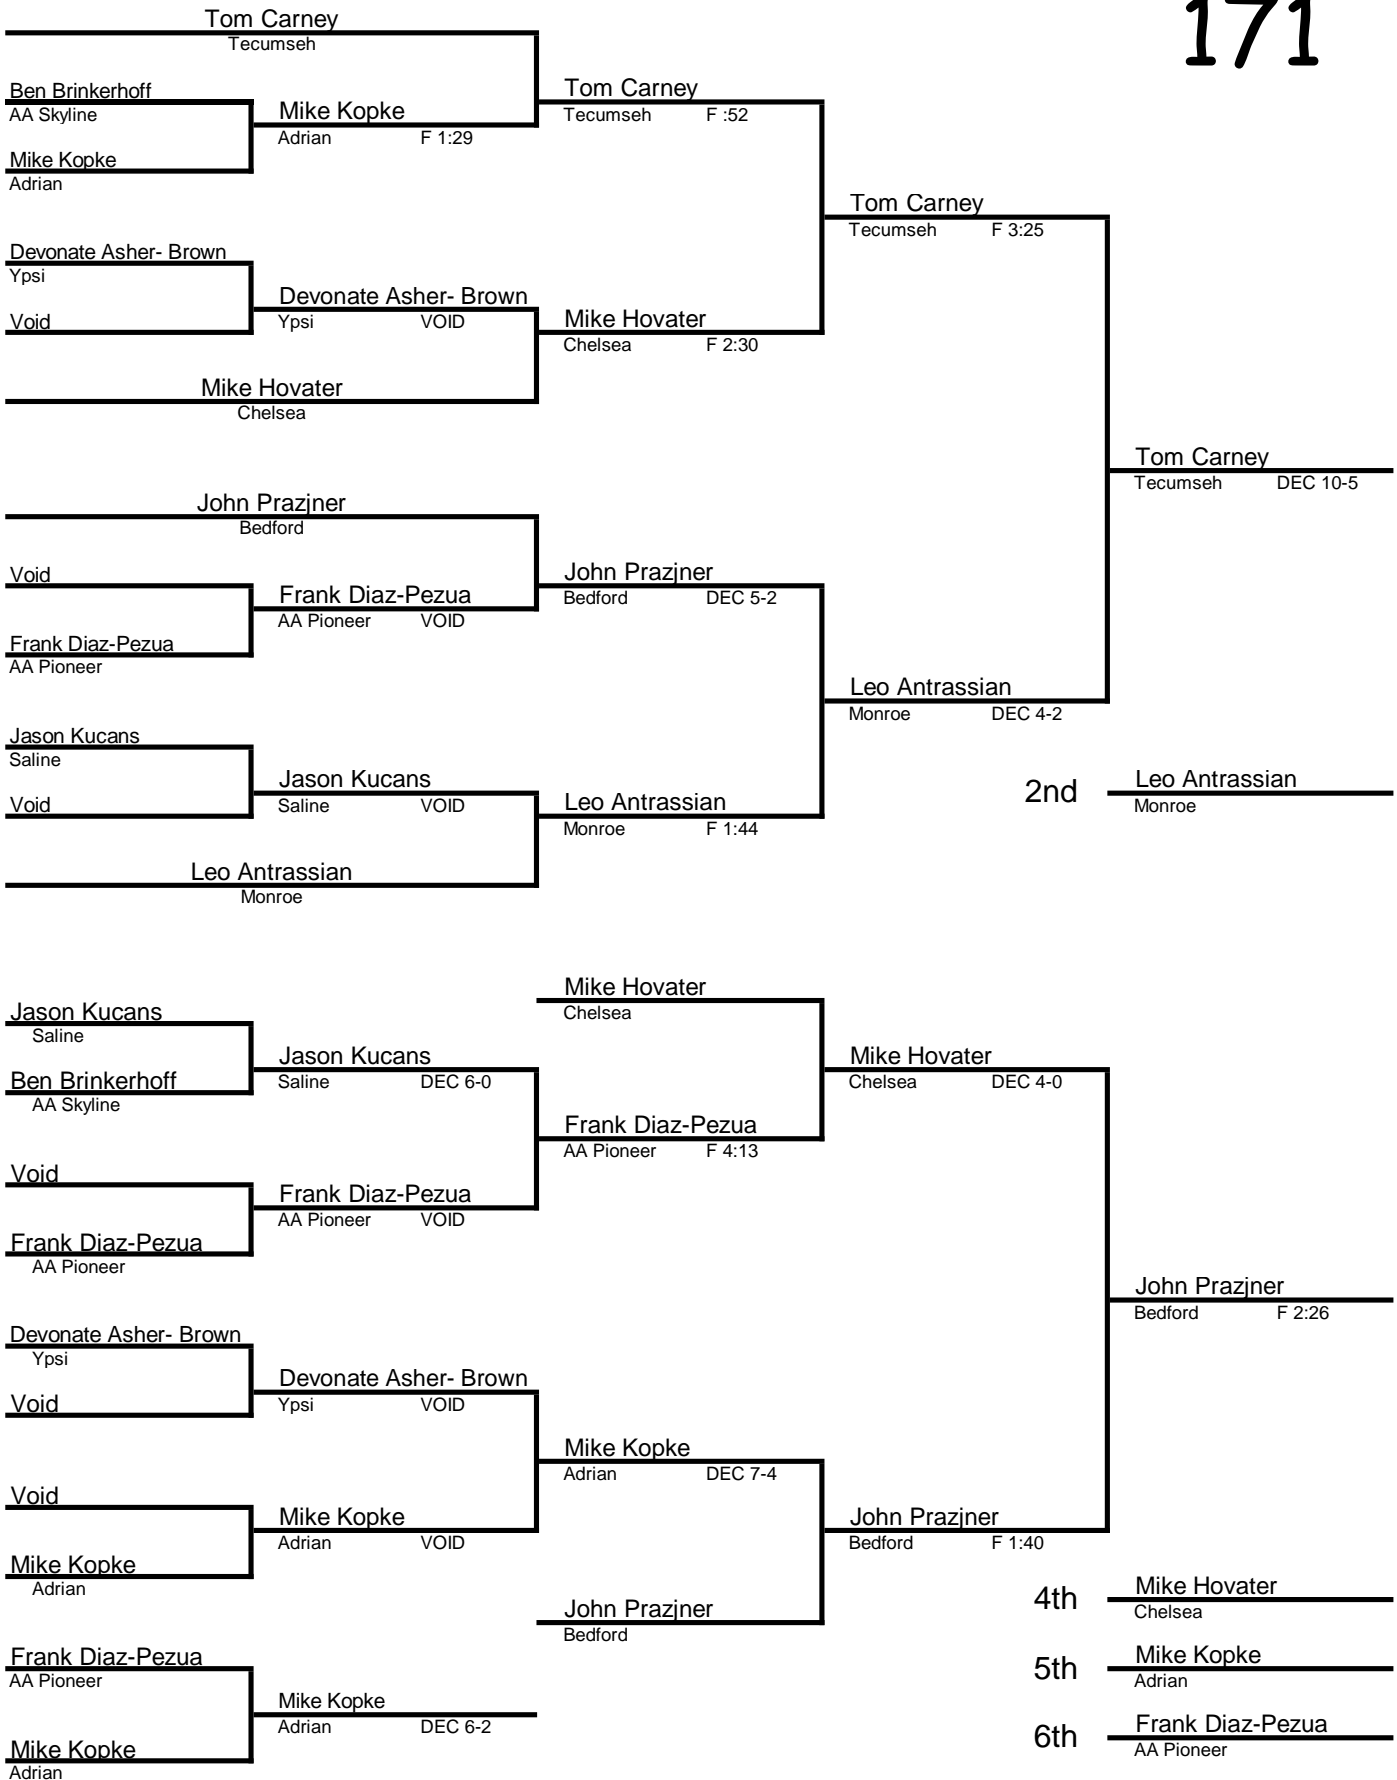 171
Tom Carney
Tecumseh
Ben Brinkerhoff
AA Skyline
Mike Kopke
Adrian F 1:29
Mike Kopke
Adrian
Tom Carney
Tecumseh F :52
Devonate Asher- Brown
Ypsi
Void
Devonate Asher- Brown
Ypsi VOID
Mike Hovater
Chelsea
Mike Hovater
Chelsea F 2:30
Tom Carney
Tecumseh F 3:25
John Prazjner
Bedford
Void
Frank Diaz-Pezua
AA Pioneer
Frank Diaz-Pezua
AA Pioneer VOID
John Prazjner
Bedford DEC 5-2
Jason Kucans
Saline
Void
Jason Kucans
Saline VOID
Leo Antrassian
Monroe
Leo Antrassian
Monroe F 1:44
Leo Antrassian
Monroe DEC 4-2
Tom Carney
Tecumseh DEC 10-5
2nd
Leo Antrassian
Monroe
Jason Kucans
Saline
Ben Brinkerhoff
AA Skyline
Jason Kucans
Saline DEC 6-0
Void
Frank Diaz-Pezua
AA Pioneer
Frank Diaz-Pezua
AA Pioneer VOID
Mike Hovater
Chelsea
Frank Diaz-Pezua
AA Pioneer F 4:13
Mike Hovater
Chelsea DEC 4-0
Devonate Asher- Brown
Ypsi
Void
Devonate Asher- Brown
Ypsi VOID
Void
Mike Kopke
Adrian
Mike Kopke
Adrian VOID
Mike Kopke
Adrian DEC 7-4
John Prazjner
Bedford
John Prazjner
Bedford F 1:40
John Prazjner
Bedford F 2:26
Frank Diaz-Pezua
AA Pioneer
Mike Kopke
Adrian
Mike Kopke
Adrian DEC 6-2
4th
Mike Hovater
Chelsea
5th
Mike Kopke
Adrian
6th
Frank Diaz-Pezua
AA Pioneer